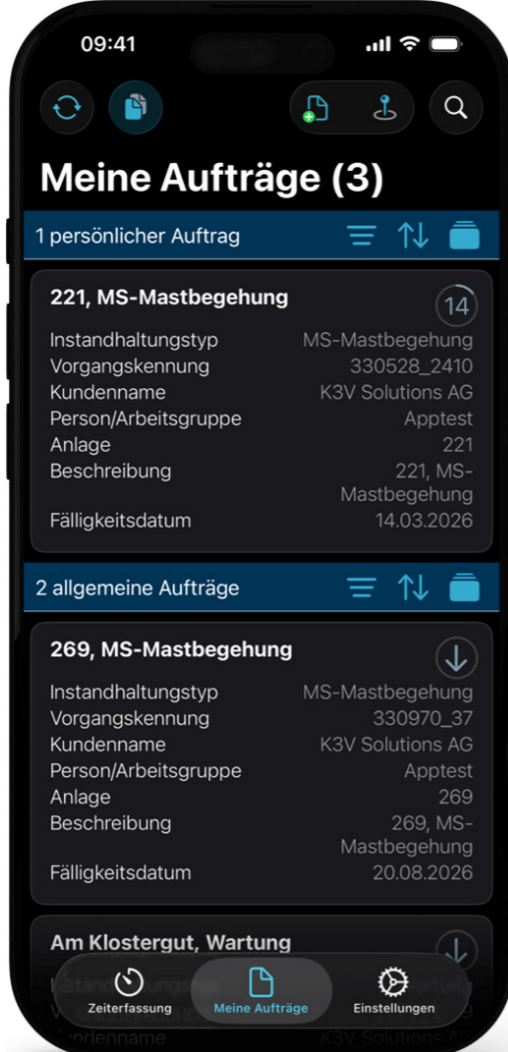 09:41
Meine Aufträge (3)
1 persönlicher Auftrag
221, MS-Mastbegehung
14
Instandhaltungstyp MS-Mastbegehung
Vorgangskennung 330528_2410
Kundenname K3V Solutions AG
Person/Arbeitsgruppe Apptest
Anlage 221
Beschreibung 221, MS-
Mastbegehung
Fälligkeitsdatum 14.03.2026
2 allgemeine Aufträge
269, MS-Mastbegehung
Instandhaltungstyp MS-Mastbegehung
Vorgangskennung 330970_37
Kundenname K3V Solutions AG
Person/Arbeitsgruppe Apptest
Anlage 269
Beschreibung 269, MS-
Mastbegehung
Fälligkeitsdatum 20.08.2026
Am Klostergut, Wartung
Zeiterfassung Meine Aufträge Einstellungen
K3V Solutions